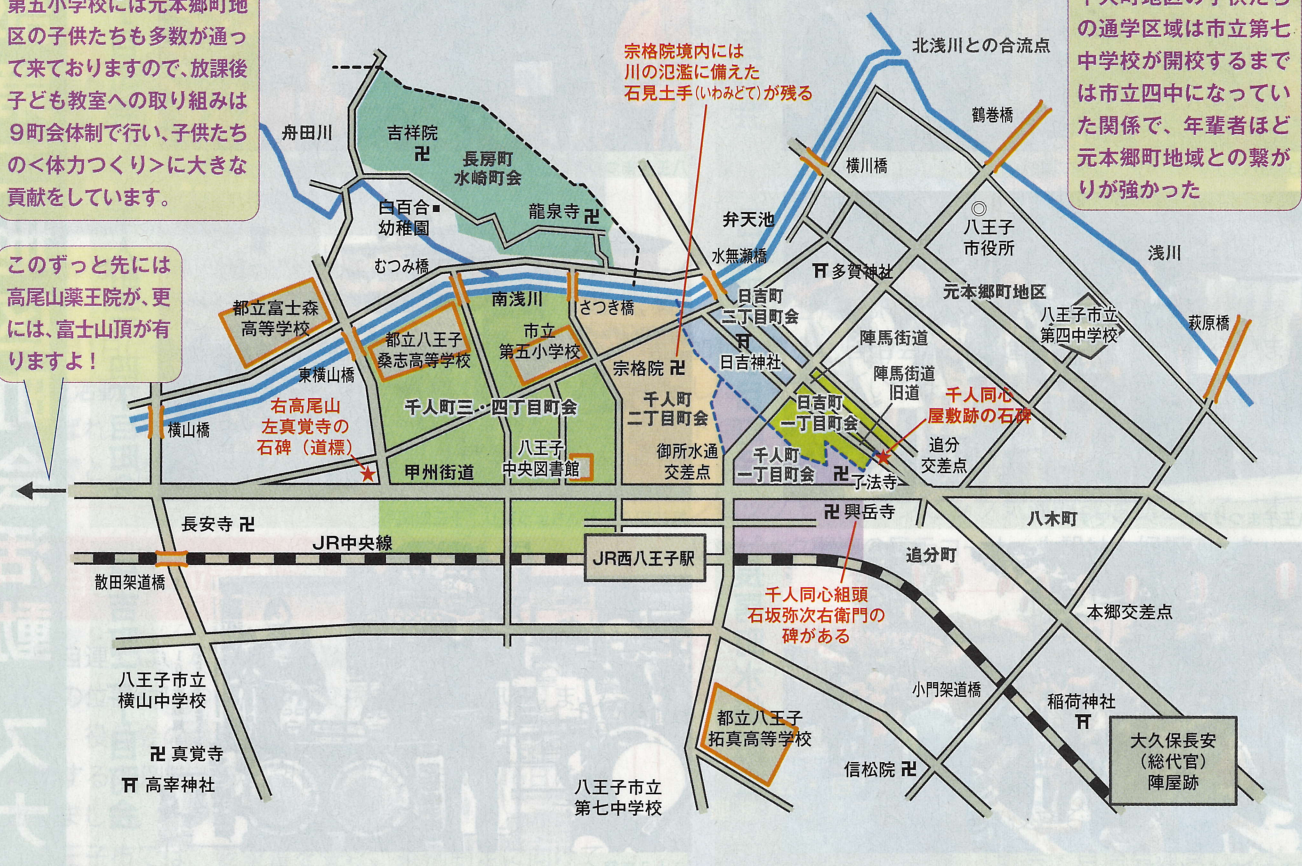 第五小学校には元本郷町地
区の子供たちも多数が通っ
て来ておりますので、放課後
子ども教室への取り組みは
９町会体制で行い、子供たち
の<体力つくり>に大きな
貢献をしています。
千人町地区の子供たち
の通学区域は市立第七
中学校が開校するまで
は市立四中になってい
た関係で、年輩者ほど
元本郷町地域との繋が
りが強かった
宗格院境内には
川の氾濫に備えた
石見土手(いわみどて)が残る
北浅川との合流点
鶴巻橋
舟田川
吉祥院
長房町
水崎町会
横川橋
白百合
幼稚園
龍泉寺
弁天池
八王子
市役所
浅川
このずっと先には
高尾山薬王院が、更
には、富士山頂が有
りますよ！
むつみ橋
水無瀬橋
多賀神社
元本郷町地区
都立富士森
高等学校
南浅川
さつき橋
日吉町
二丁目町会
八王子市立
第四中学校
萩原橋
都立八王子
桑志高等学校
市立
第五小学校
日吉神社
陣馬街道
東横山橋
宗格院
陣馬街道
旧道
千人同心
屋敷跡の石碑
右高尾山
左真覚寺の
石碑（道標）
千人町三・四丁目町会
千人町
二丁目町会
日吉町
一丁目町会
横山橋
八王子
中央図書館
御所水通
交差点
千人町
一丁目町会
追分
交差点
甲州街道
了法寺
長安寺
興岳寺
八木町
JR中央線
JR西八王子駅
追分町
散田架道橋
千人同心組頭
石坂弥次右衛門の
碑がある
本郷交差点
八王子市立
横山中学校
小門架道橋
稲荷神社
都立八王子
拓真高等学校
真覚寺
高宰神社
信松院
大久保長安
（総代官）
陣屋跡
八王子市立
第七中学校